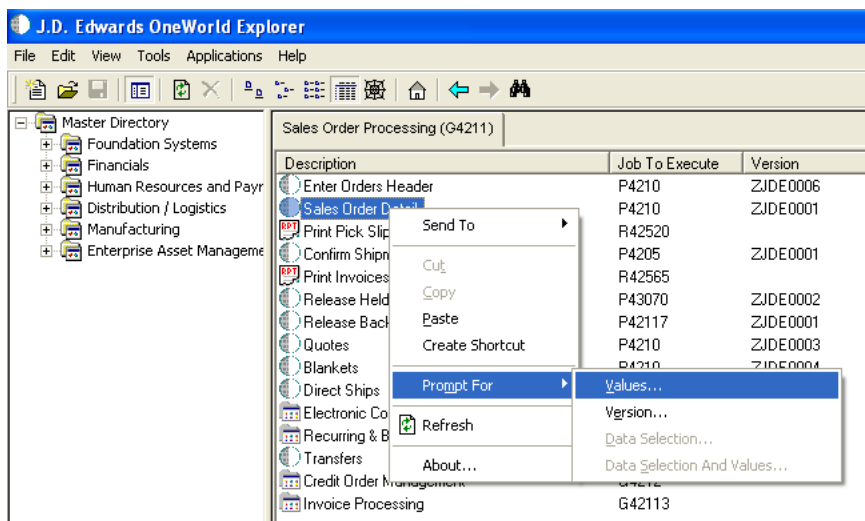 J.D. Edwards OneWorld Explorer
File Edit View Tools Applications Help
Master Directory
Foundation Systems
Financials
Human Resources and Payr
Distribution / Logistics
Manufacturing
Enterprise Asset Manageme
Sales Order Processing (G4211)
Description Job To Execute Version
Enter Orders Header P4210 ZJDE0006
Sales Order Detail P4210 ZJDE0001
Print Pick Slip R42520
Confirm Shipm P4205 ZJDE0001
Print Invoices R42565
Release Held P43070 ZJDE0002
Release Back P42117 ZJDE0001
Quotes P4210 ZJDE0003
Blankets P4210 ZJDE0004
Direct Ships
Electronic Co
Recurring & B
Transfers
Credit Order Management G4212
Invoice Processing G42113
Send To
Cut
Copy
Paste
Create Shortcut
Prompt For
Refresh
About...
Values...
Version...
Data Selection...
Data Selection And Values...